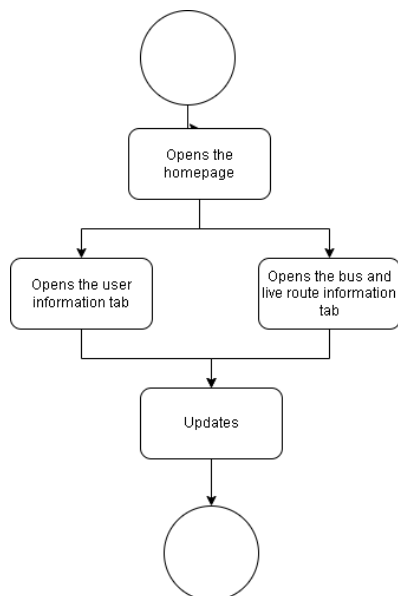 Opens the
homepage
Opens the user
information tab
Opens the bus and
live route information
tab
Updates